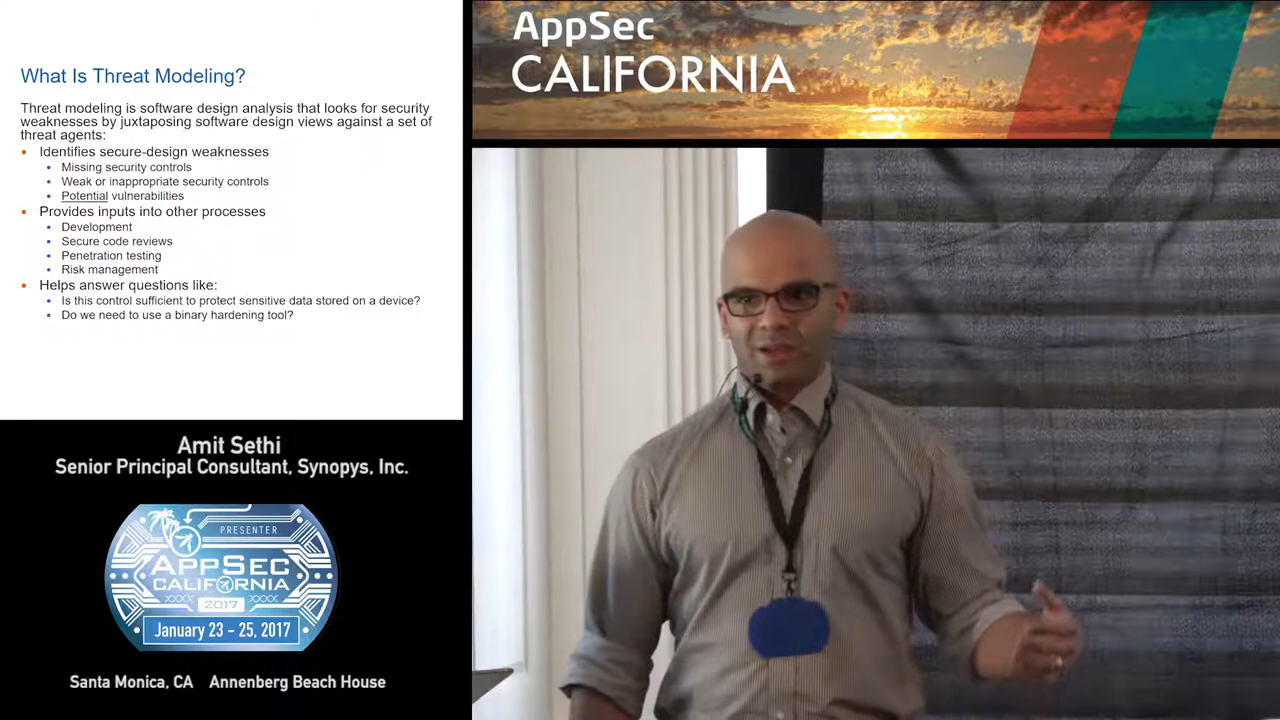 What Is Threat Modeling?
Threat modeling is software design analysis that looks for security
weaknesses by juxtaposing software design views against a set of
threat agents:
• Identifies secure-design weaknesses
• Missing security controls
• Weak or inappropriate security controls
• Potential vulnerabilities
• Provides inputs into other processes
• Development
• Secure code reviews
• Penetration testing
• Risk management
• Helps answer questions like:
• Is this control sufficient to protect sensitive data stored on a device?
• Do we need to use a binary hardening tool?
Amit Sethi
Senior Principal Consultant, Synopys, Inc.
PRESENTER
APPSEC
CALIFORNIA
XXXX 2017 XXXX
January 23 - 25, 2017
Santa Monica, CA Annenberg Beach House
AppSec
CALIFORNIA